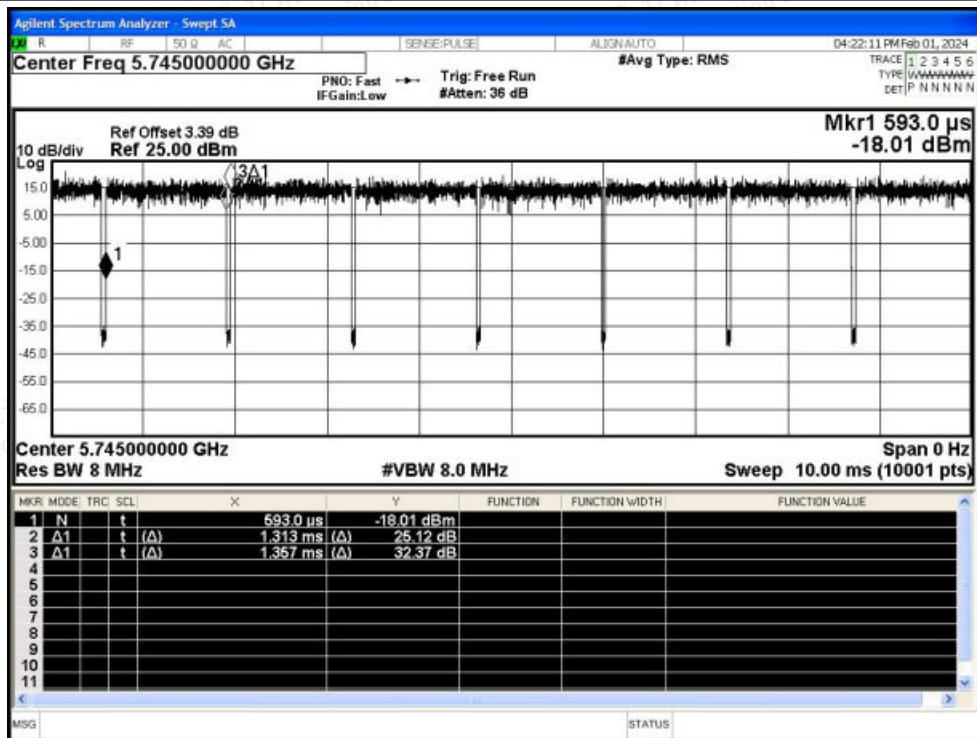 Agilent Spectrum Analyzer - Swept SA
LXI R RF 50 Ω AC SENSE:PULSE ALIGN AUTO 04:22:11 PM Feb 01, 2024
Center Freq 5.745000000 GHz #Avg Type: RMS TRACE 1 2 3 4 5 6
PNO: Fast Trig: Free Run TYPE
IFGain:Low #Atten: 36 dB DET P N N N N N
Mkr1 593.0 µs
Ref Offset 3.39 dB
10 dB/div Ref 25.00 dBm -18.01 dBm
Log
3Δ1
15.0
5.00
-5.00
1
-15.0
-25.0
-35.0
-45.0
-55.0
-65.0
Center 5.745000000 GHz Span 0 Hz
Res BW 8 MHz #VBW 8.0 MHz Sweep 10.00 ms (10001 pts)
MKR MODE TRC SCL X Y FUNCTION FUNCTION WIDTH FUNCTION VALUE
1 N t 593.0 µs -18.01 dBm
2 Δ1 t (Δ) 1.313 ms (Δ) 25.12 dB
3 Δ1 t (Δ) 1.357 ms (Δ) 32.37 dB
4
5
6
7
8
9
10
11
MSG STATUS